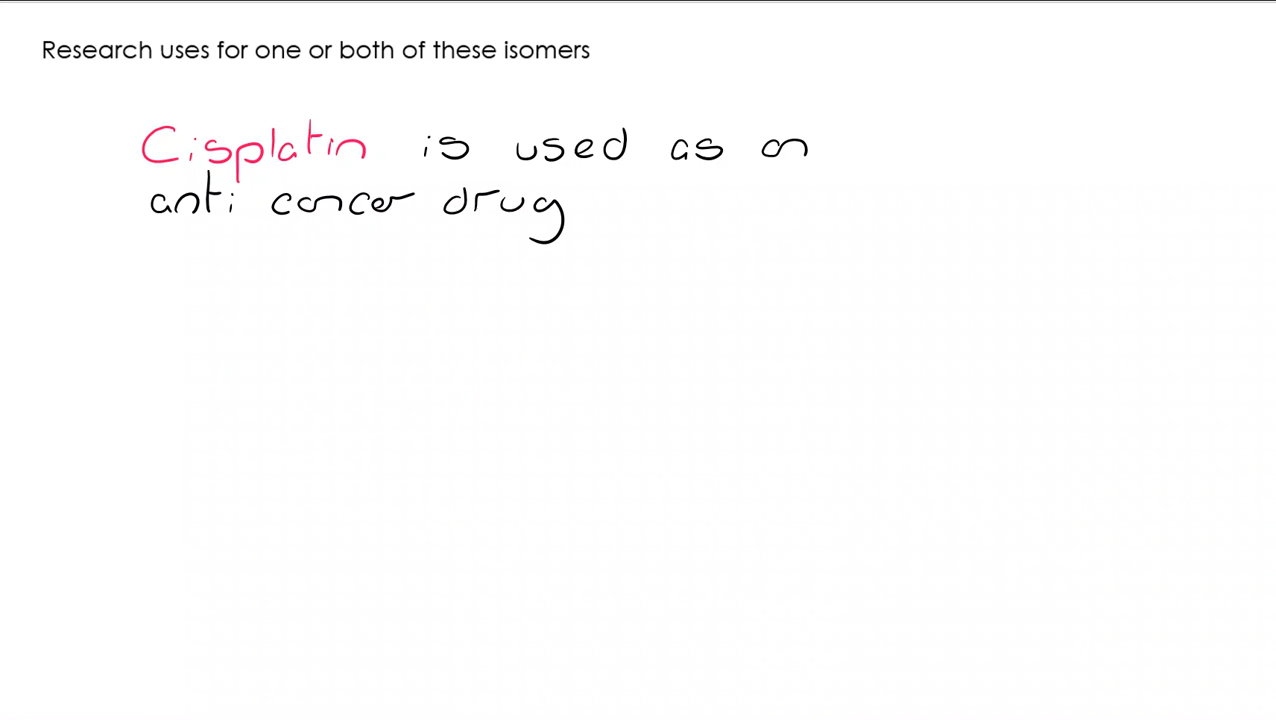 Research uses for one or both of these isomers
Cisplatin is used as an
anti cancer drug